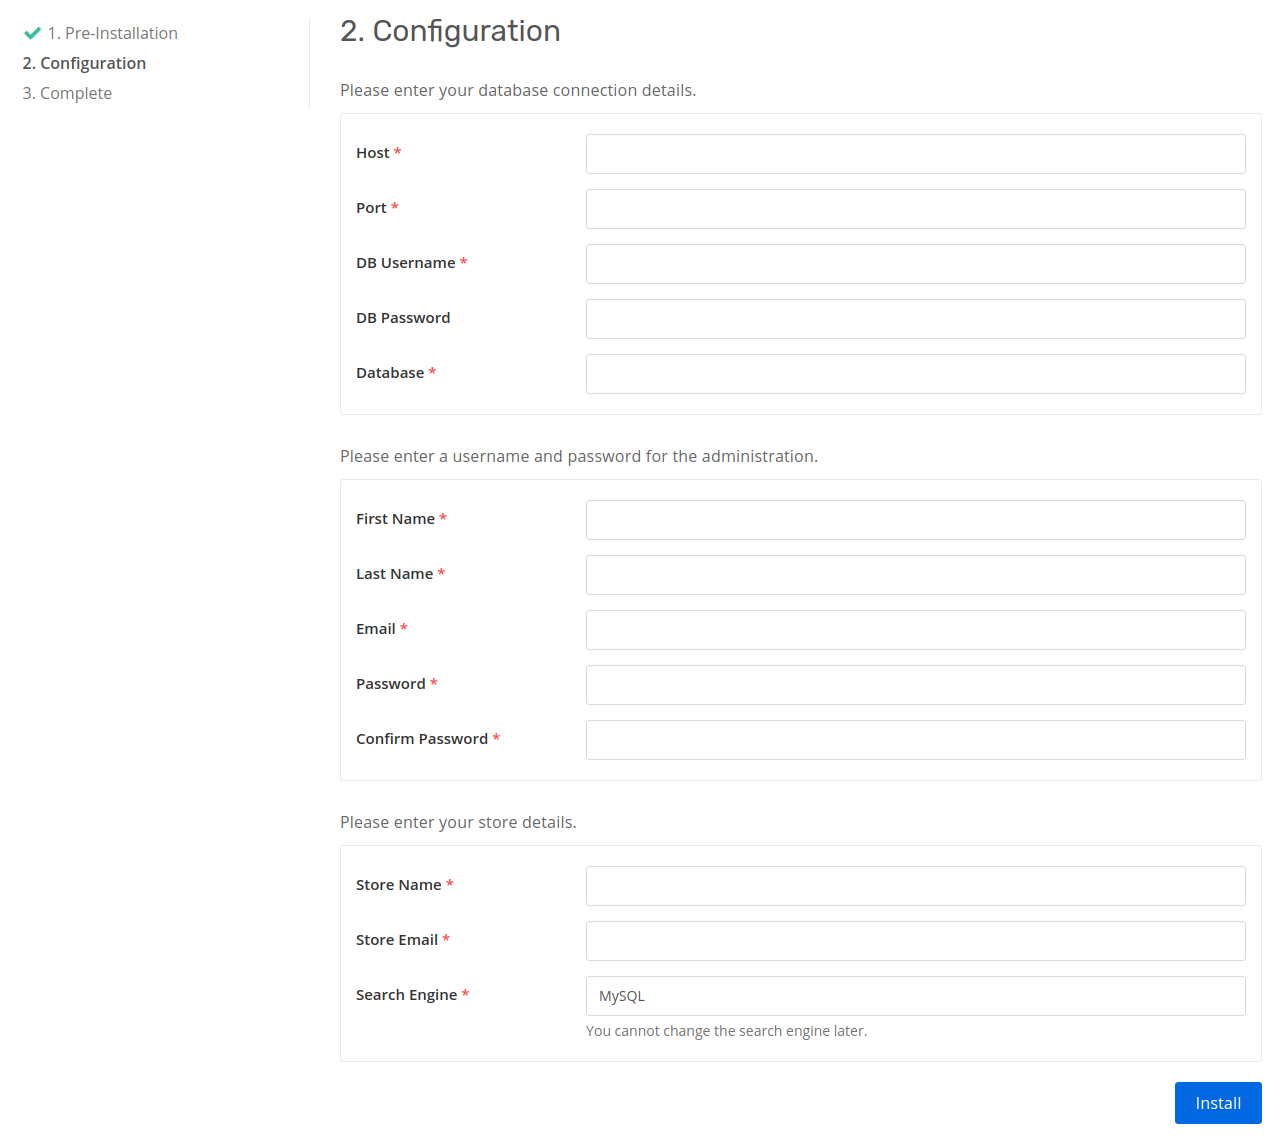 1. Pre-Installation
2. Configuration
3. Complete
2. Configuration
Please enter your database connection details.
Host *
Port *
DB Username *
DB Password
Database *
Please enter a username and password for the administration.
First Name *
Last Name *
Email *
Password *
Confirm Password *
Please enter your store details.
Store Name *
Store Email *
Search Engine * MySQL
You cannot change the search engine later.
Install